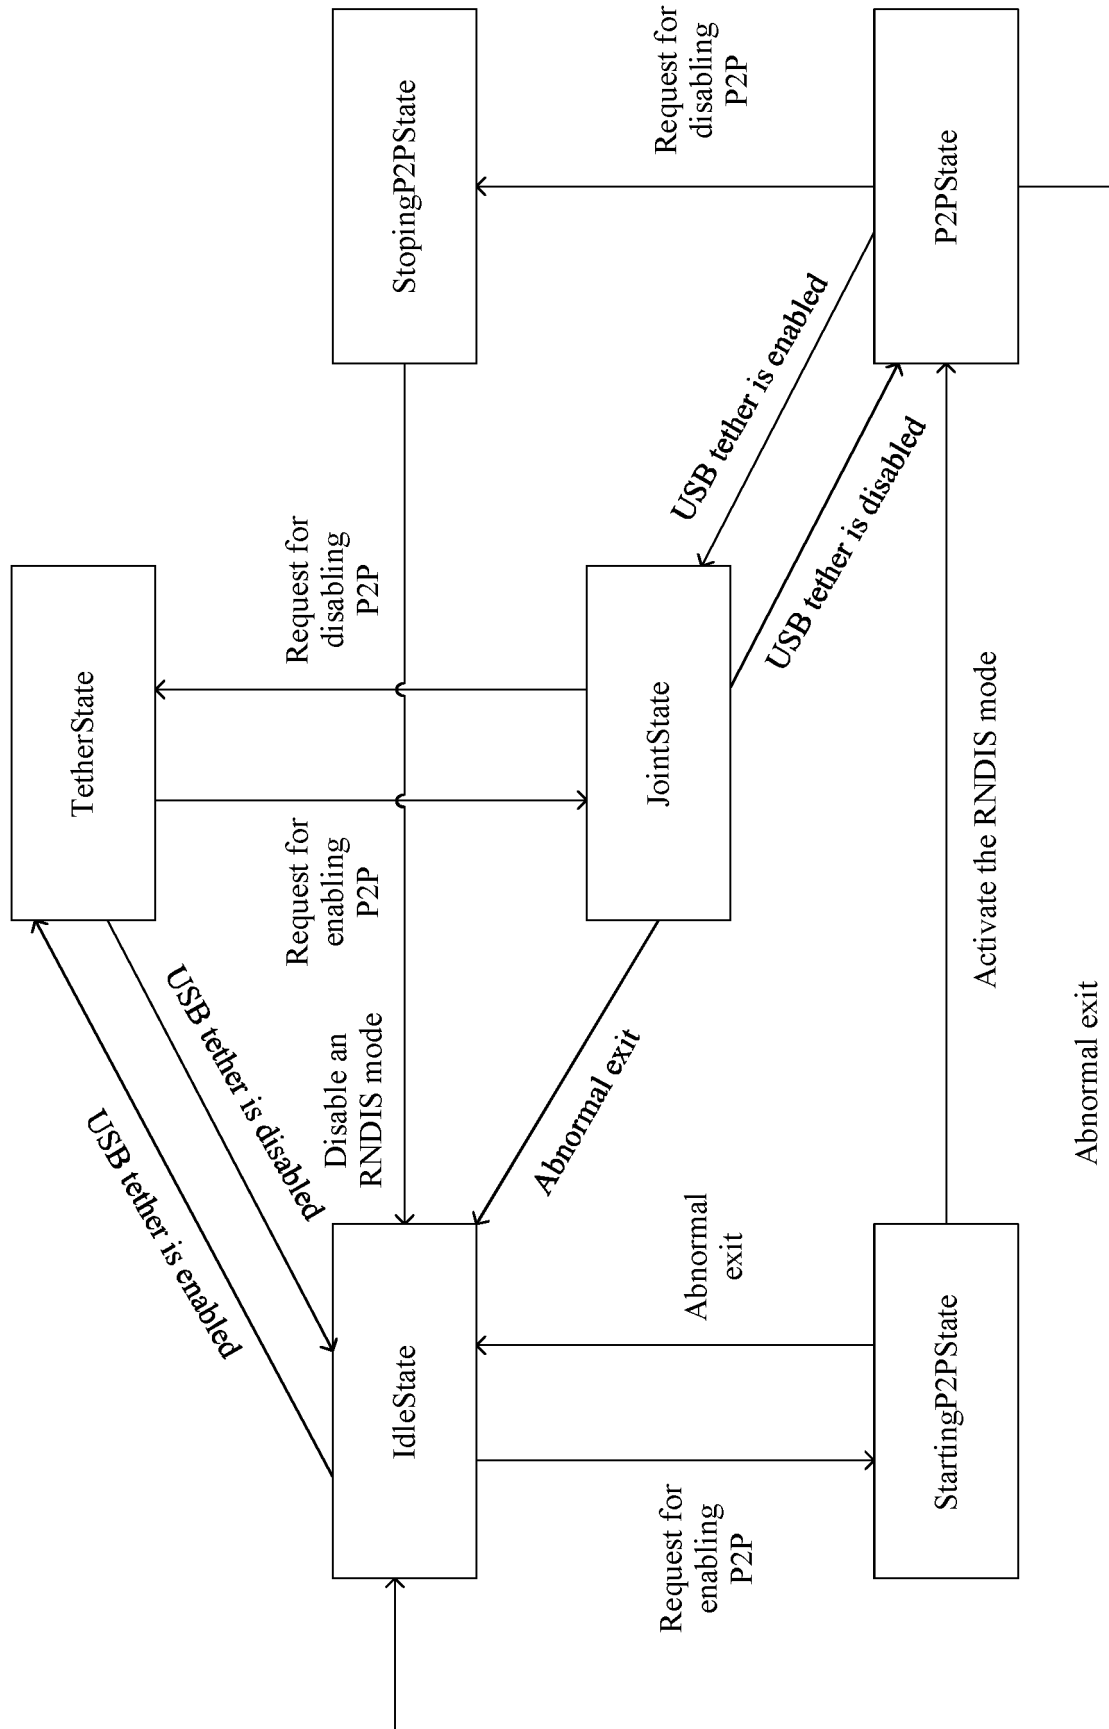 TetherState
USB tether is enabled
USB tether is disabled
Request for
enabling
P2P
Request for
disabling
P2P
IdleState
Disable an
RNDIS mode
StopingP2PState
JointState
Abnormal exit
USB tether is enabled
USB tether is disabled
Request for
enabling
P2P
Abnormal
exit
Request for
disabling
P2P
StartingP2PState
Activate the RNDIS mode
P2PState
Abnormal exit